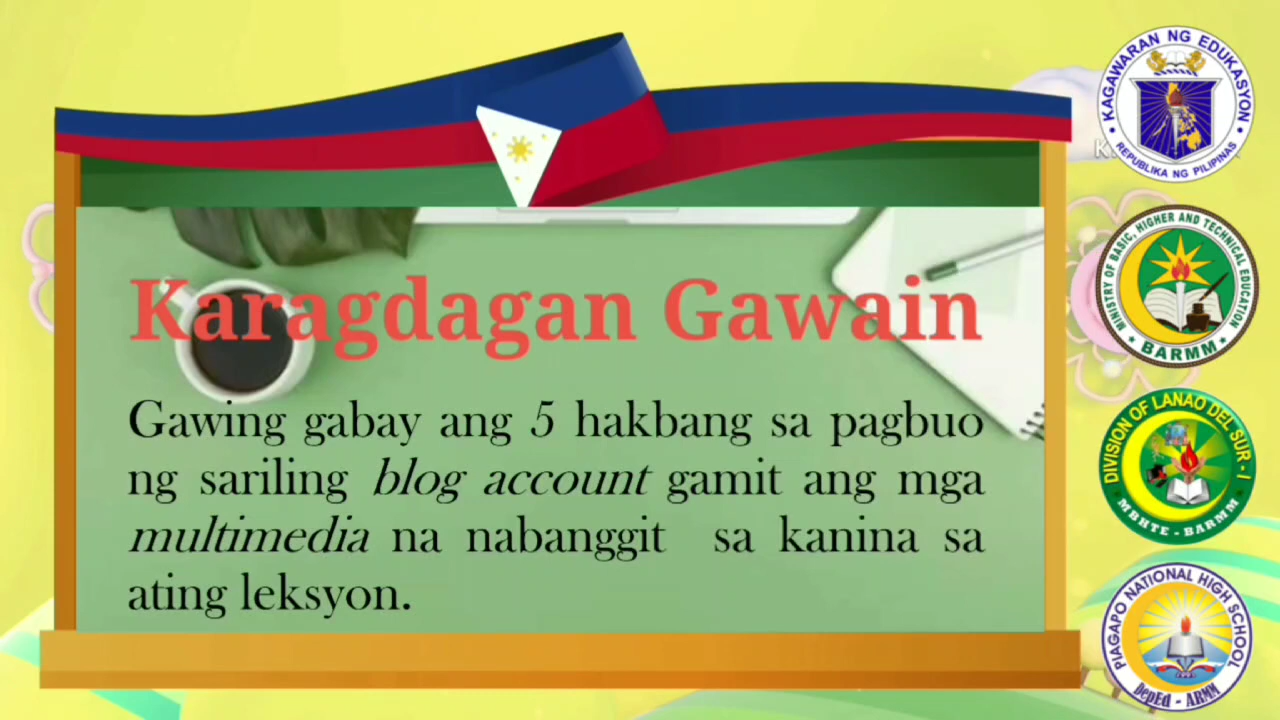 Karagdagan Gawain
Gawing gabay ang 5 hakbang sa pagbuo
ng sariling blog account gamit ang mga
multimedia na nabanggit sa kanina sa
ating leksyon.
KAGAWARAN NG EDUKASYON
REPUBLIKA NG PILIPINAS
MINISTRY OF BASIC, HIGHER AND TECHNICAL EDUCATION
BARMM
DIVISION OF LANAO DEL SUR - I
MBHTE - BARMM
PIAGAPO NATIONAL HIGH SCHOOL
DepEd - ARMM